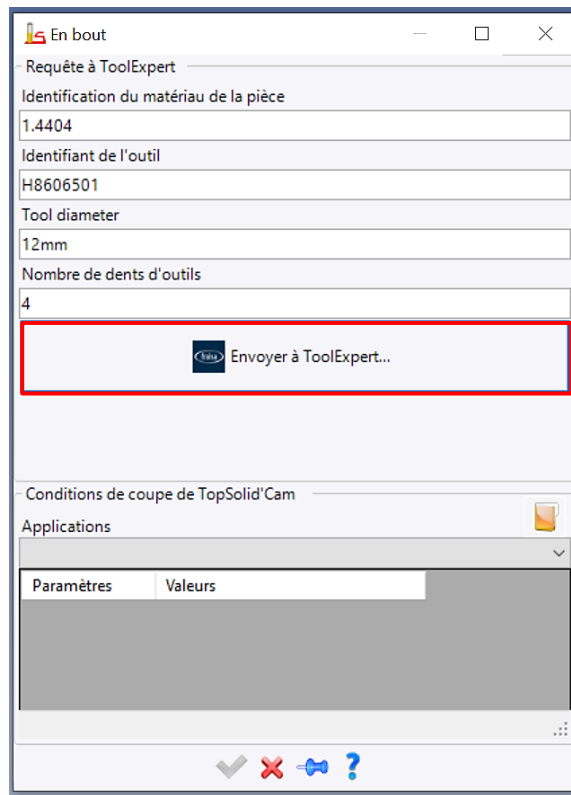 En bout
Requête à ToolExpert
Identification du matériau de la pièce
1.4404
Identifiant de l'outil
H8606501
Tool diameter
12mm
Nombre de dents d'outils
4
fraisa Envoyer à ToolExpert...
Conditions de coupe de TopSolid'Cam
Applications
Paramètres Valeurs
?